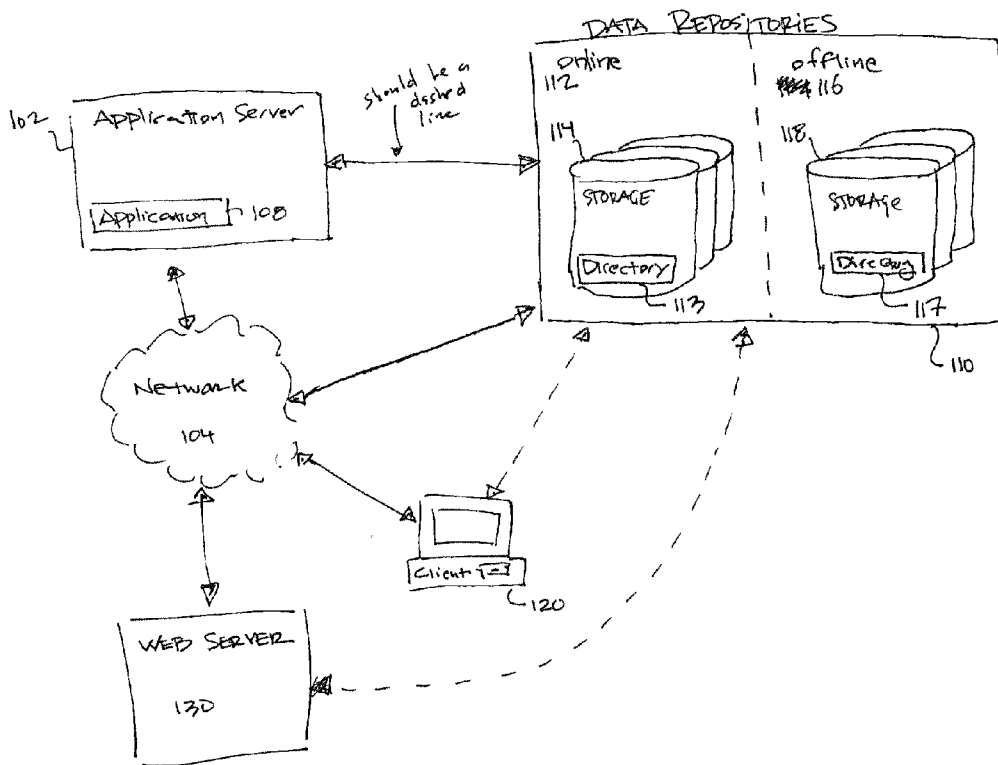 DATA REPOSITORIES
online
112
offline
116
should be a
dashed
line
102
Application Server
Application
108
114
STORAGE
Directory
113
118
STORAGE
Directory
117
110
Network
104
Client
120
WEB SERVER
130